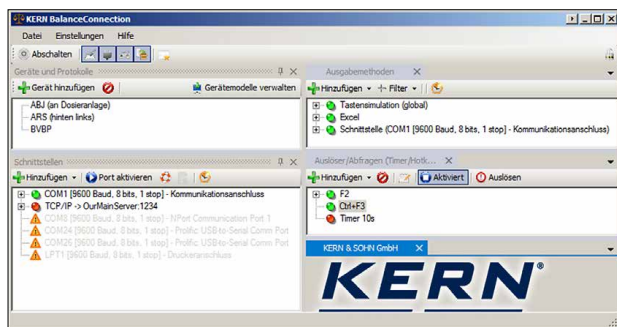 KERN BalanceConnection
Datei Einstellungen Hilfe
Abschalten
Geräte und Protokolle
Gerät hinzufügen Gerätemodelle verwalten
ABJ (an Dosieranlage)
ARS (hinten links)
BVBP
Ausgabemethoden
Hinzufügen Filter
Tastensimulation (global)
Excel
Schnittstelle (COM1 [9600 Baud, 8 bits, 1 stop] - Kommunikationsanschluss)
Schnittstellen
Hinzufügen Port aktivieren
COM1 [9600 Baud, 8 bits, 1 stop] - Kommunikationsanschluss
TCP/IP -> OurMainServer:1234
COM8 [9600 Baud, 8 bits, 1 stop] - NPort Communication Port 1
COM24 [9600 Baud, 8 bits, 1 stop] - Prolific USB-to-Serial Comm Port
COM26 [9600 Baud, 8 bits, 1 stop] - Prolific USB-to-Serial Comm Port
LPT1 [9600 Baud, 8 bits, 1 stop] - Druckeranschluss
Auslöser/Abfragen (Timer/Hotk...
Hinzufügen Aktiviert Auslösen
F2
Ctrl+F3
Timer 10s
KERN & SOHN GmbH
KERN®